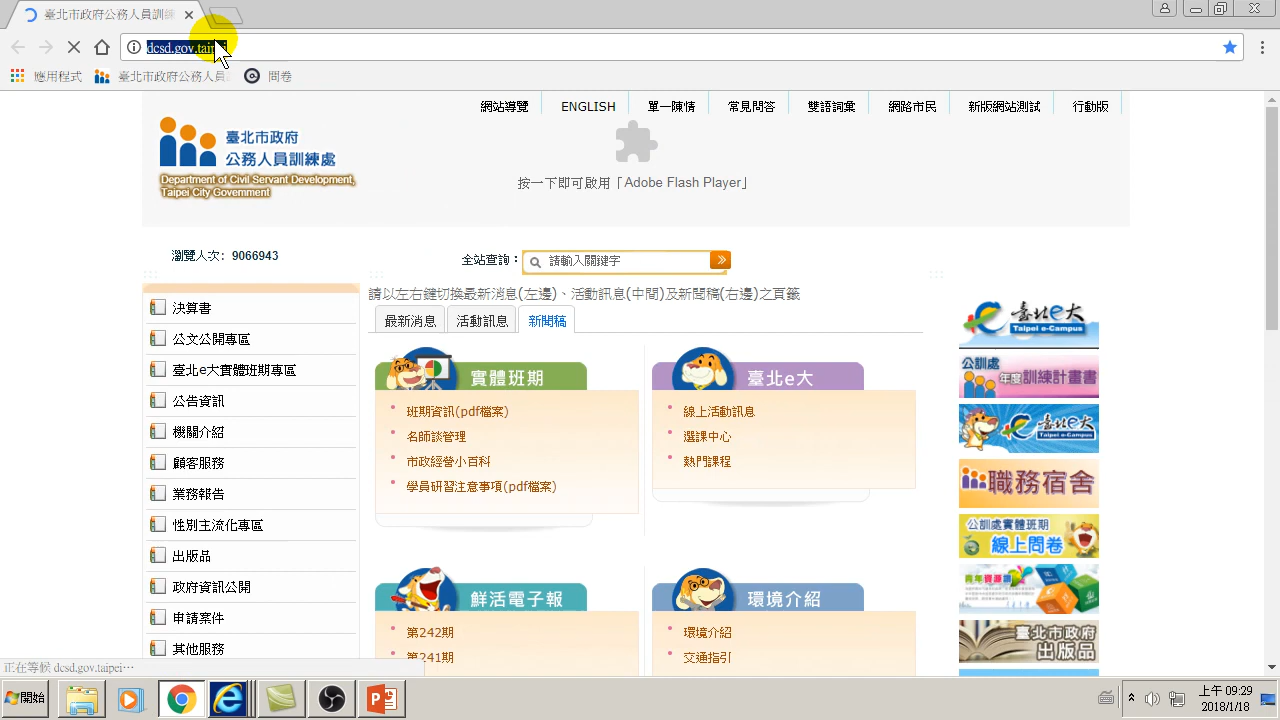 臺北市政府公務人員訓練
dcsd.gov.taipei
應用程式
臺北市政府公務人員
問卷
網站導覽
ENGLISH
單一陳情
常見問答
雙語詞彙
網路市民
新版網站測試
行動版
臺北市政府
公務人員訓練處
Department of Civil Servant Development,
Taipei City Government
按一下即可啟用「Adobe Flash Player」
瀏覽人次: 9066943
全站查詢：
請輸入關鍵字
請以左右鍵切換最新消息(左邊)、活動訊息(中間)及新聞稿(右邊)之頁籤
最新消息
活動訊息
新聞稿
決算書
公文公開專區
臺北e大實體班期專區
公告資訊
機關介紹
顧客服務
業務報告
性別主流化專區
出版品
政府資訊公開
申請案件
其他服務
實體班期
班期資訊(pdf檔案)
名師談管理
市政經營小百科
學員研習注意事項(pdf檔案)
臺北e大
線上活動訊息
選課中心
熱門課程
鮮活電子報
第242期
第241期
環境介紹
環境介紹
交通指引
臺北e大
Taipei e-Campus
公訓處
年度訓練計畫書
臺北e大
Taipei e-Campus
職務宿舍
公訓處實體班期
線上問卷
青年資源讚
臺北市政府
出版品
正在等候 dcsd.gov.taipei…
開始
上午 09:29
2018/1/18